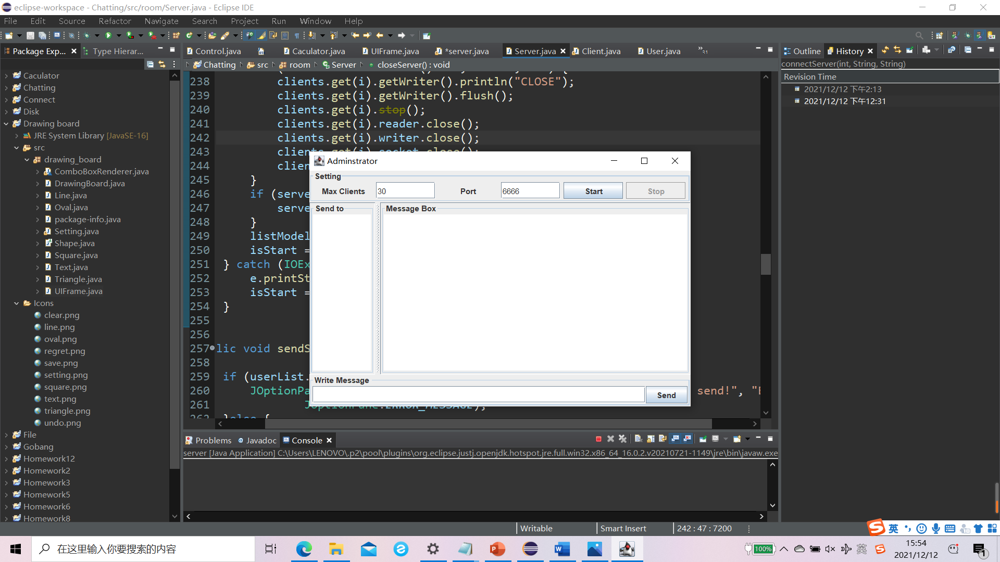 eclipse-workspace - Chatting/src/room/Server.java - Eclipse IDE
File Edit Source Refactor Navigate Search Project Run Window Help
Package Exp... Type Hierar...
Control.java Caculator.java UIFrame.java *server.java Server.java Client.java User.java »31
Outline History
Chatting src room Server closeServer() : void
connectServer(int, String, String)
Revision Time
2021/12/12 下午2:13
2021/12/12 下午12:31
Caculator
Chatting
Connect
Disk
Drawing board
JRE System Library [JavaSE-16]
src
drawing_board
ComboBoxRenderer.java
DrawingBoard.java
Line.java
Oval.java
package-info.java
Setting.java
Shape.java
Square.java
Text.java
Triangle.java
UIFrame.java
Icons
clear.png
line.png
oval.png
regret.png
save.png
setting.png
square.png
text.png
triangle.png
undo.png
File
Gobang
Homework12
Homework2
Homework3
Homework5
Homework6
Homework8
238 clients.get(i).getWriter().println("CLOSE");
239 clients.get(i).getWriter().flush();
240 clients.get(i).stop();
241 clients.get(i).reader.close();
242 clients.get(i).writer.close();
243 clients.get(i).socket.close();
244 clien
245 }
246 if (serve
247 serve
248 }
249 listModel
250 isStart =
251 } catch (IOEx
252 e.printSt
253 isStart =
254 }
255
256
257 lic void sendS
258
259 if (userList.
260 JOptionPa send!", "E
261 JOptionPane.ERROR_MESSAGE);
262 }else {
Adminstrator
Setting
Max Clients 30 Port 6666 Start Stop
Send to Message Box
Write Message
Send
Problems Javadoc Console
server [Java Application] C:\Users\LENOVO\.p2\pool\plugins\org.eclipse.justj.openjdk.hotspot.jre.full.win32.x86_64_16.0.2.v20210721-1149\jre\bin\javaw.exe
Writable Smart Insert 242 : 47 : 7200
英
在这里输入你要搜索的内容
100% 英 15:54
2021/12/12
1